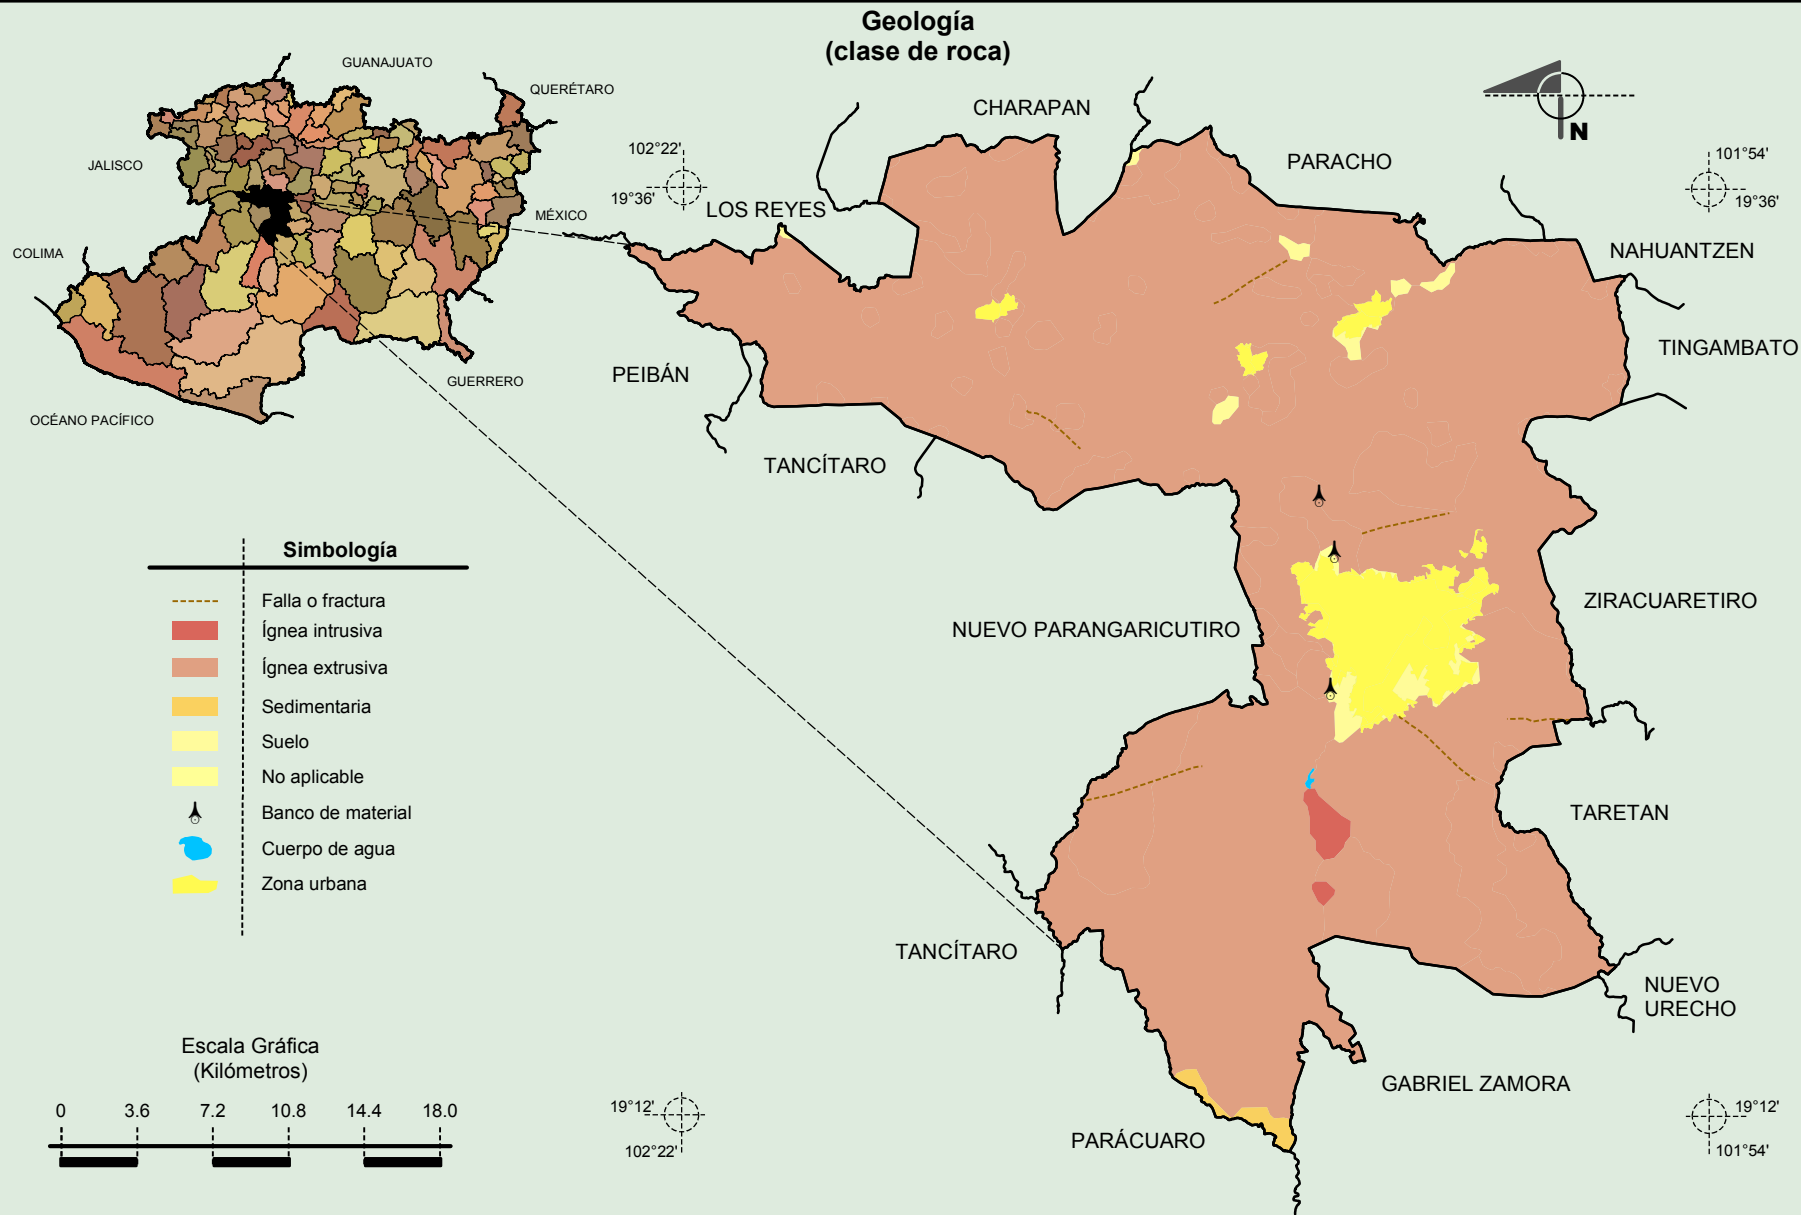 Geología
(clase de roca)
GUANAJUATO
QUERÉTARO
JALISCO
MÉXICO
COLIMA
GUERRERO
OCÉANO PACÍFICO
102°22'
19°36'
101°54'
19°36'
CHARAPAN
PARACHO
LOS REYES
NAHUANTZEN
TINGAMBATO
PEIBÁN
TANCÍTARO
ZIRACUARETIRO
NUEVO PARANGARICUTIRO
TARETAN
TANCÍTARO
NUEVO
URECHO
GABRIEL ZAMORA
PARÁCUARO
N
Simbología
Falla o fractura
Ígnea intrusiva
Ígnea extrusiva
Sedimentaria
Suelo
No aplicable
Banco de material
Cuerpo de agua
Zona urbana
Escala Gráfica
(Kilómetros)
0 3.6 7.2 10.8 14.4 18.0
19°12'
102°22'
19°12'
101°54'